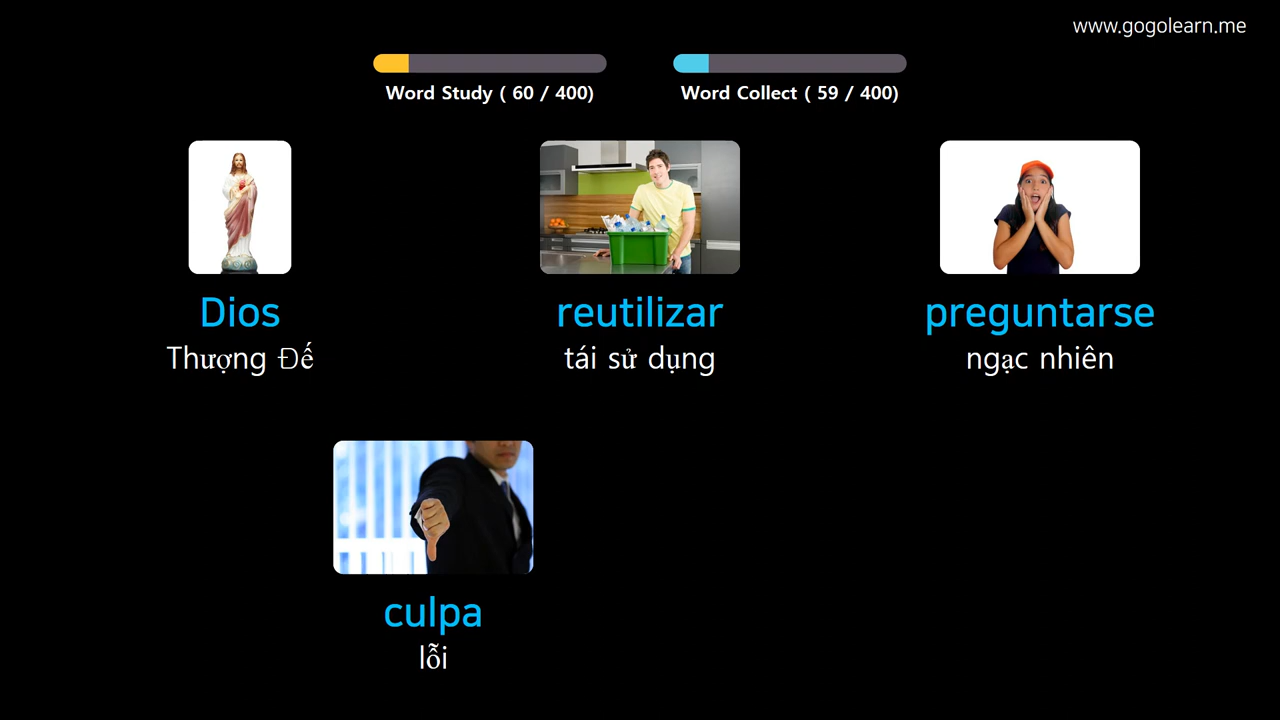 www.gogolearn.me
Word Study ( 60 / 400)
Word Collect ( 59 / 400)
Dios
Thượng Đế
reutilizar
tái sử dụng
preguntarse
ngạc nhiên
culpa
lỗi